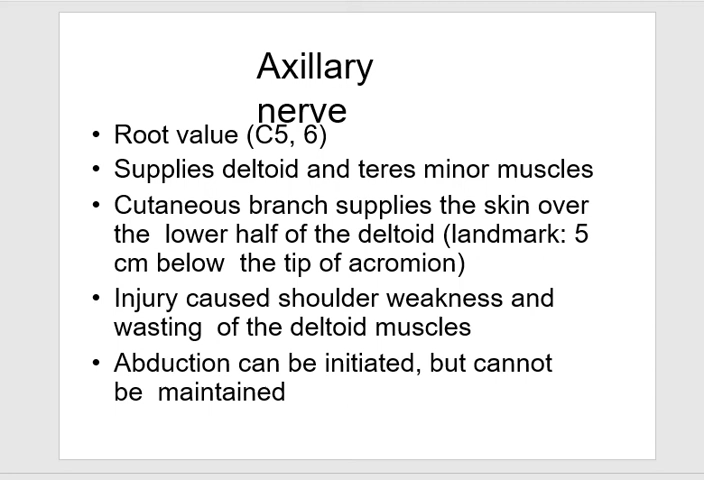 Axillary
nerve
• Root value (C5, 6)
• Supplies deltoid and teres minor muscles
• Cutaneous branch supplies the skin over
the  lower half of the deltoid (landmark: 5
cm below  the tip of acromion)
• Injury caused shoulder weakness and
wasting  of the deltoid muscles
• Abduction can be initiated, but cannot
be  maintained